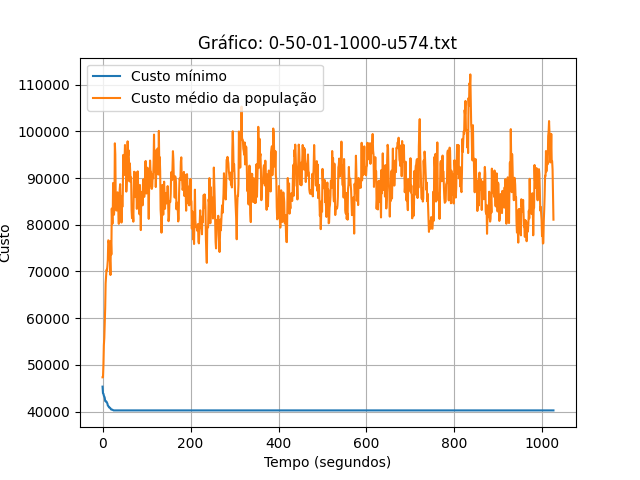 Gráfico: 0-50-01-1000-u574.txt
Custo mínimo
Custo médio da população
110000
100000
90000
80000
70000
60000
50000
40000
Custo
0
200
400
600
800
1000
Tempo (segundos)